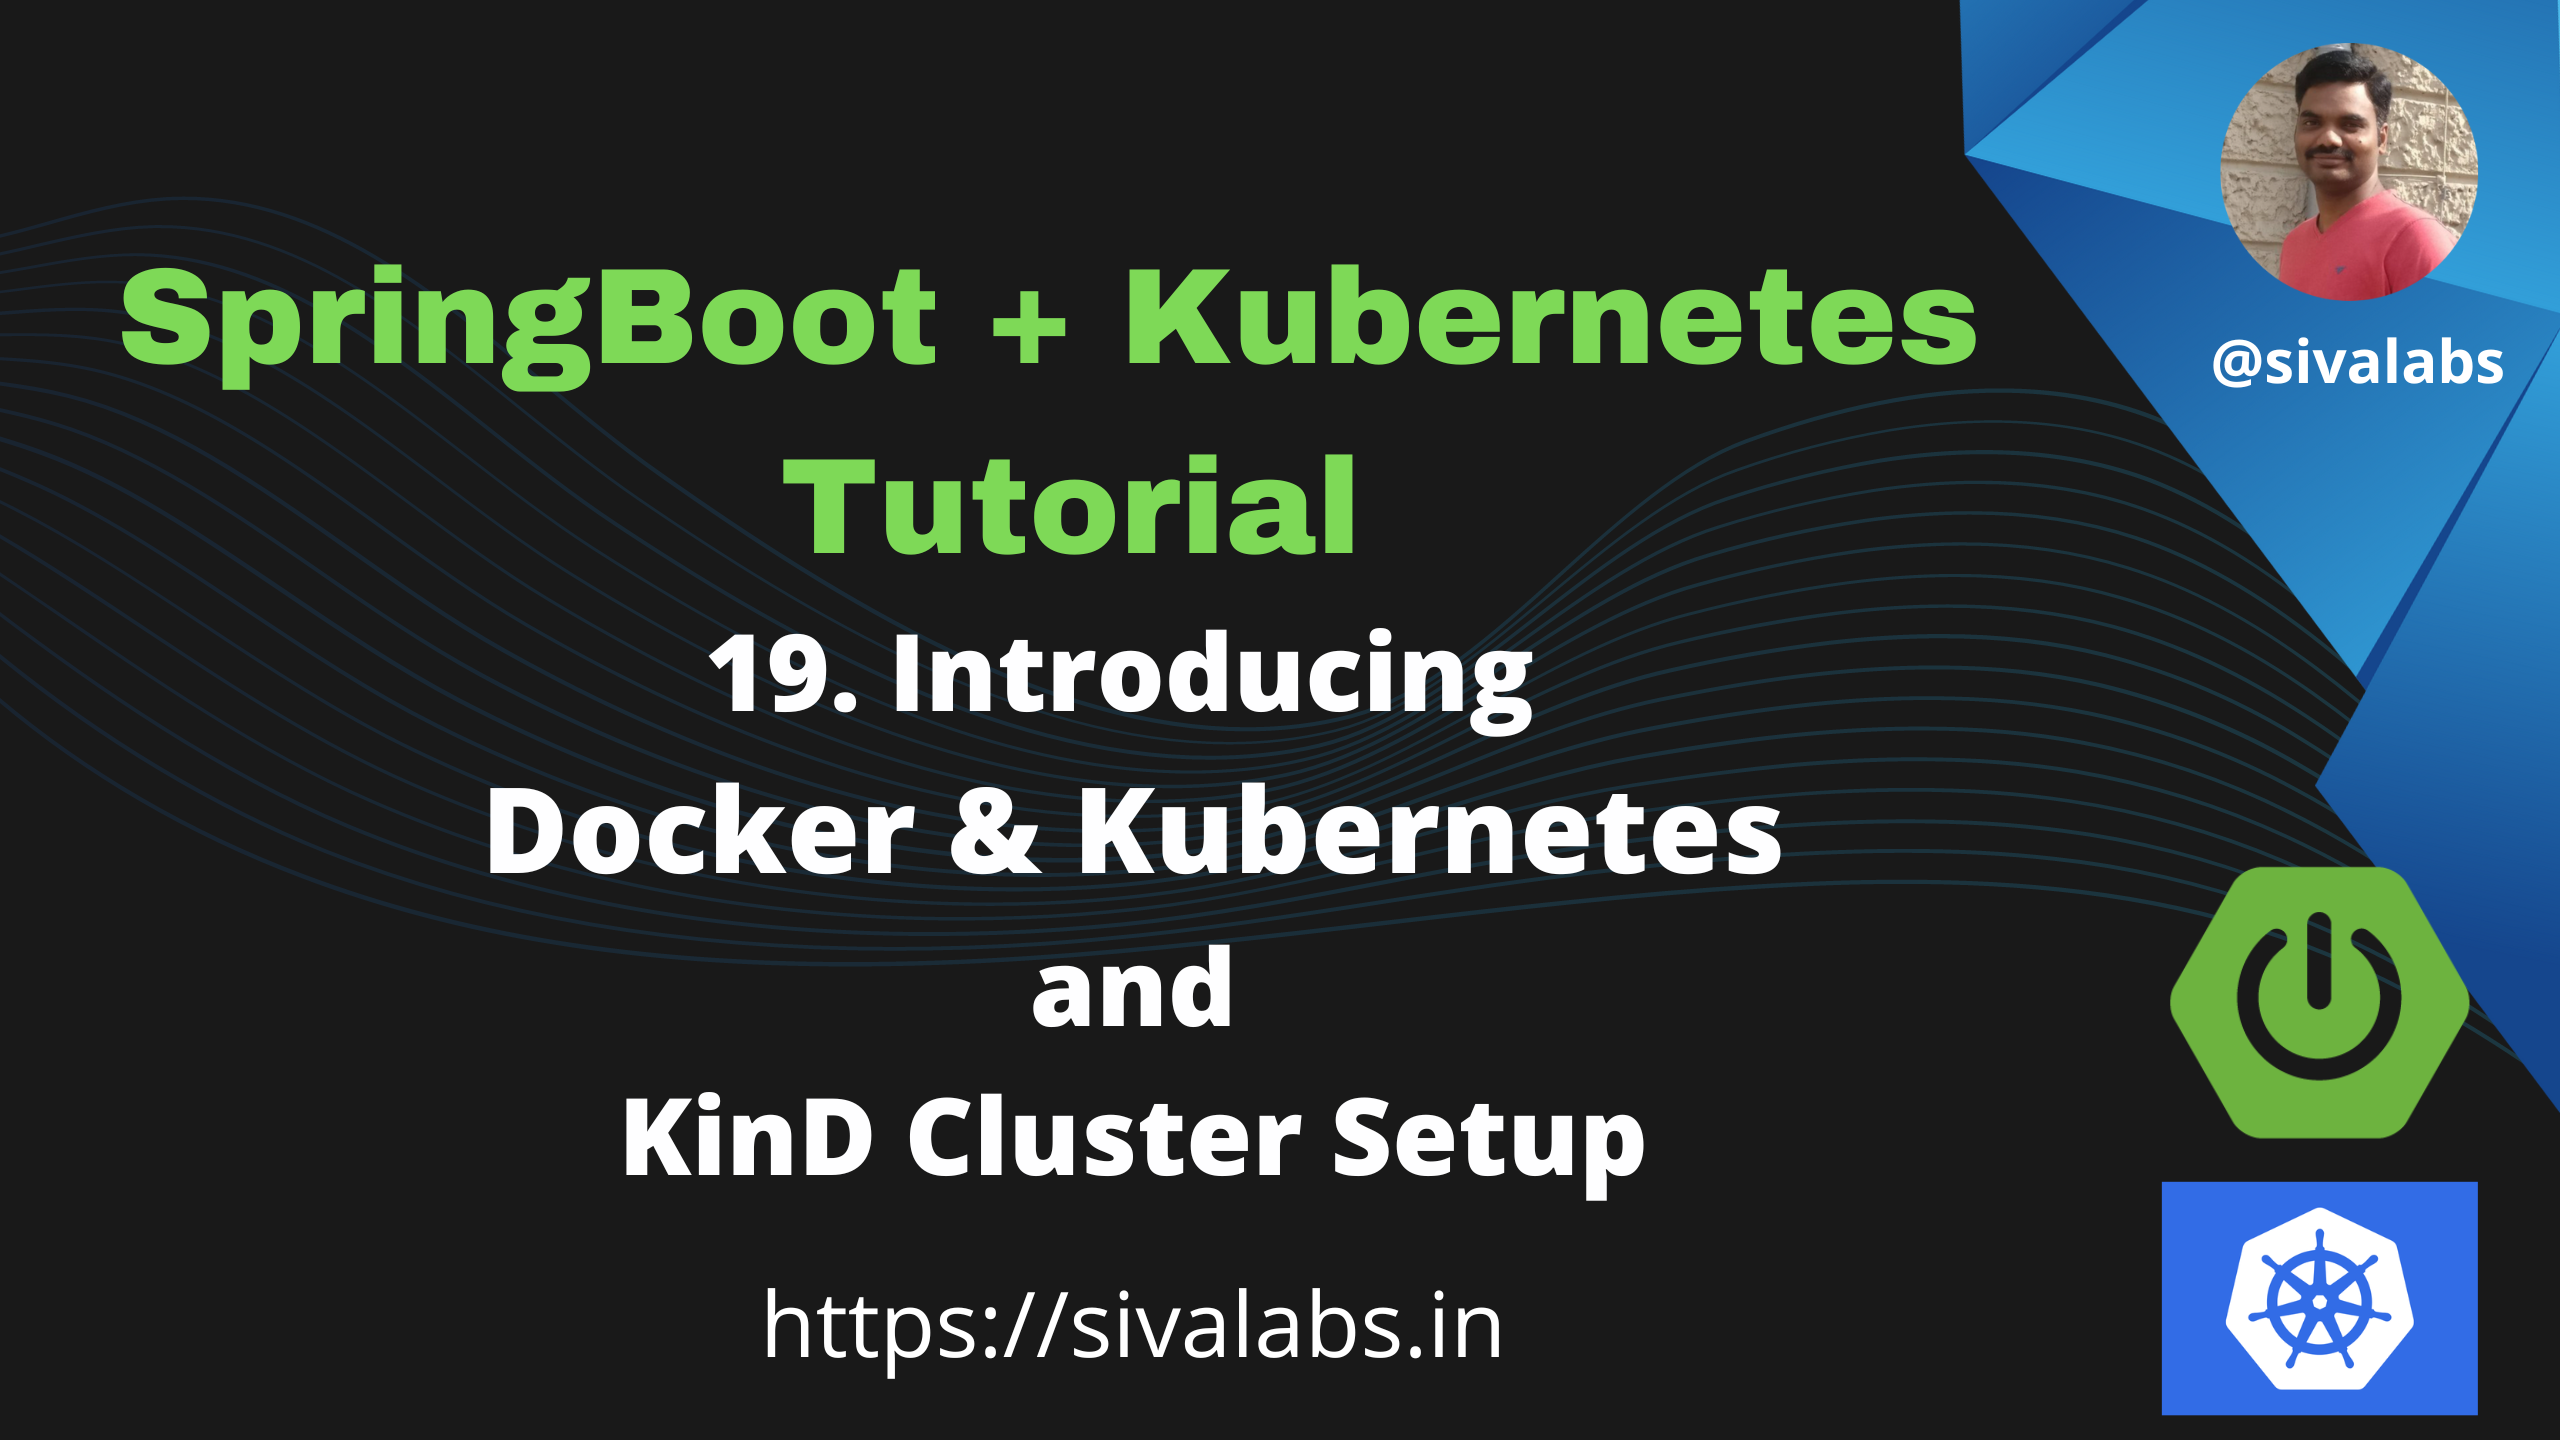 SpringBoot + Kubernetes
Tutorial
19. Introducing
Docker & Kubernetes
and
KinD Cluster Setup
https://sivalabs.in
@sivalabs